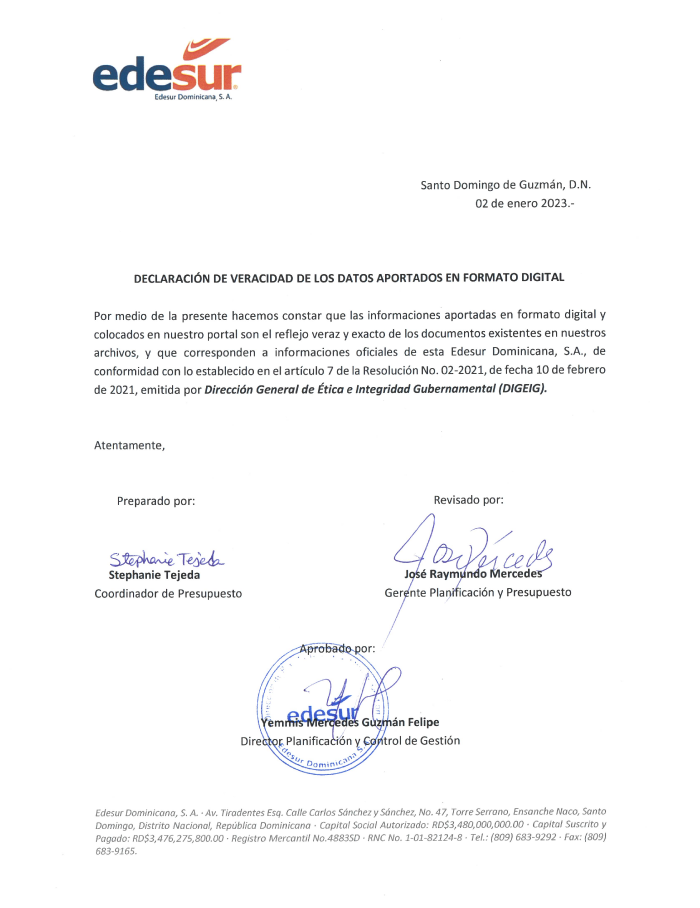 edesur
Edesur Dominicana, S. A.
Santo Domingo de Guzmán, D.N.
02 de enero 2023.-
DECLARACIÓN DE VERACIDAD DE LOS DATOS APORTADOS EN FORMATO DIGITAL
Por medio de la presente hacemos constar que las informaciones aportadas en formato digital y
colocados en nuestro portal son el reflejo veraz y exacto de los documentos existentes en nuestros
archivos, y que corresponden a informaciones oficiales de esta Edesur Dominicana, S.A., de
conformidad con lo establecido en el artículo 7 de la Resolución No. 02-2021, de fecha 10 de febrero
de 2021, emitida por Dirección General de Ética e Integridad Gubernamental (DIGEIG).
Atentamente,
Preparado por:
Revisado por:
Stephanie Tejeda
Stephanie Tejeda
José Raymundo Mercedes
Coordinador de Presupuesto
Gerente Planificación y Presupuesto
Aprobado por:
edesur
Yemmis Mercedes Guzmán Felipe
Director Planificación y Control de Gestión
Edesur Dominicana S.
Edesur Dominicana, S. A. · Av. Tiradentes Esq. Calle Carlos Sánchez y Sánchez, No. 47, Torre Serrano, Ensanche Naco, Santo
Domingo, Distrito Nacional, República Dominicana · Capital Social Autorizado: RD$3,480,000,000.00 · Capital Suscrito y
Pagado: RD$3,476,275,800.00 · Registro Mercantil No.4883SD · RNC No. 1-01-82124-8 · Tel.: (809) 683-9292 · Fax: (809)
683-9165.